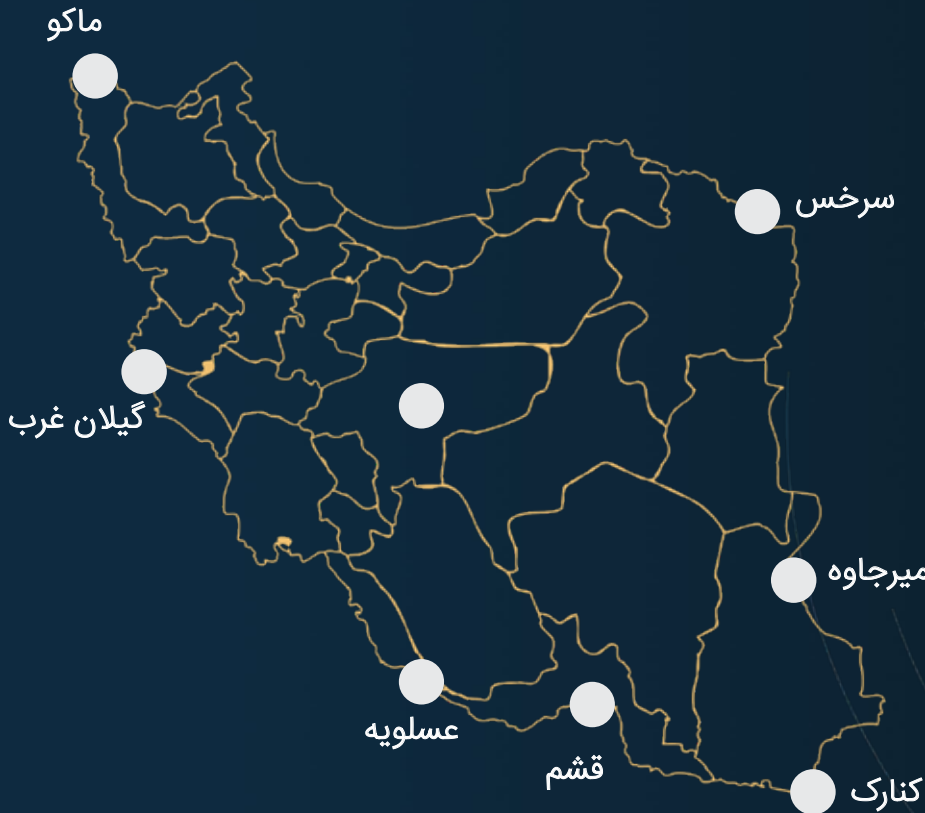 ماکو
سرخس
گیلان غرب
میرجاوه
عسلویه
قشم
کنارک